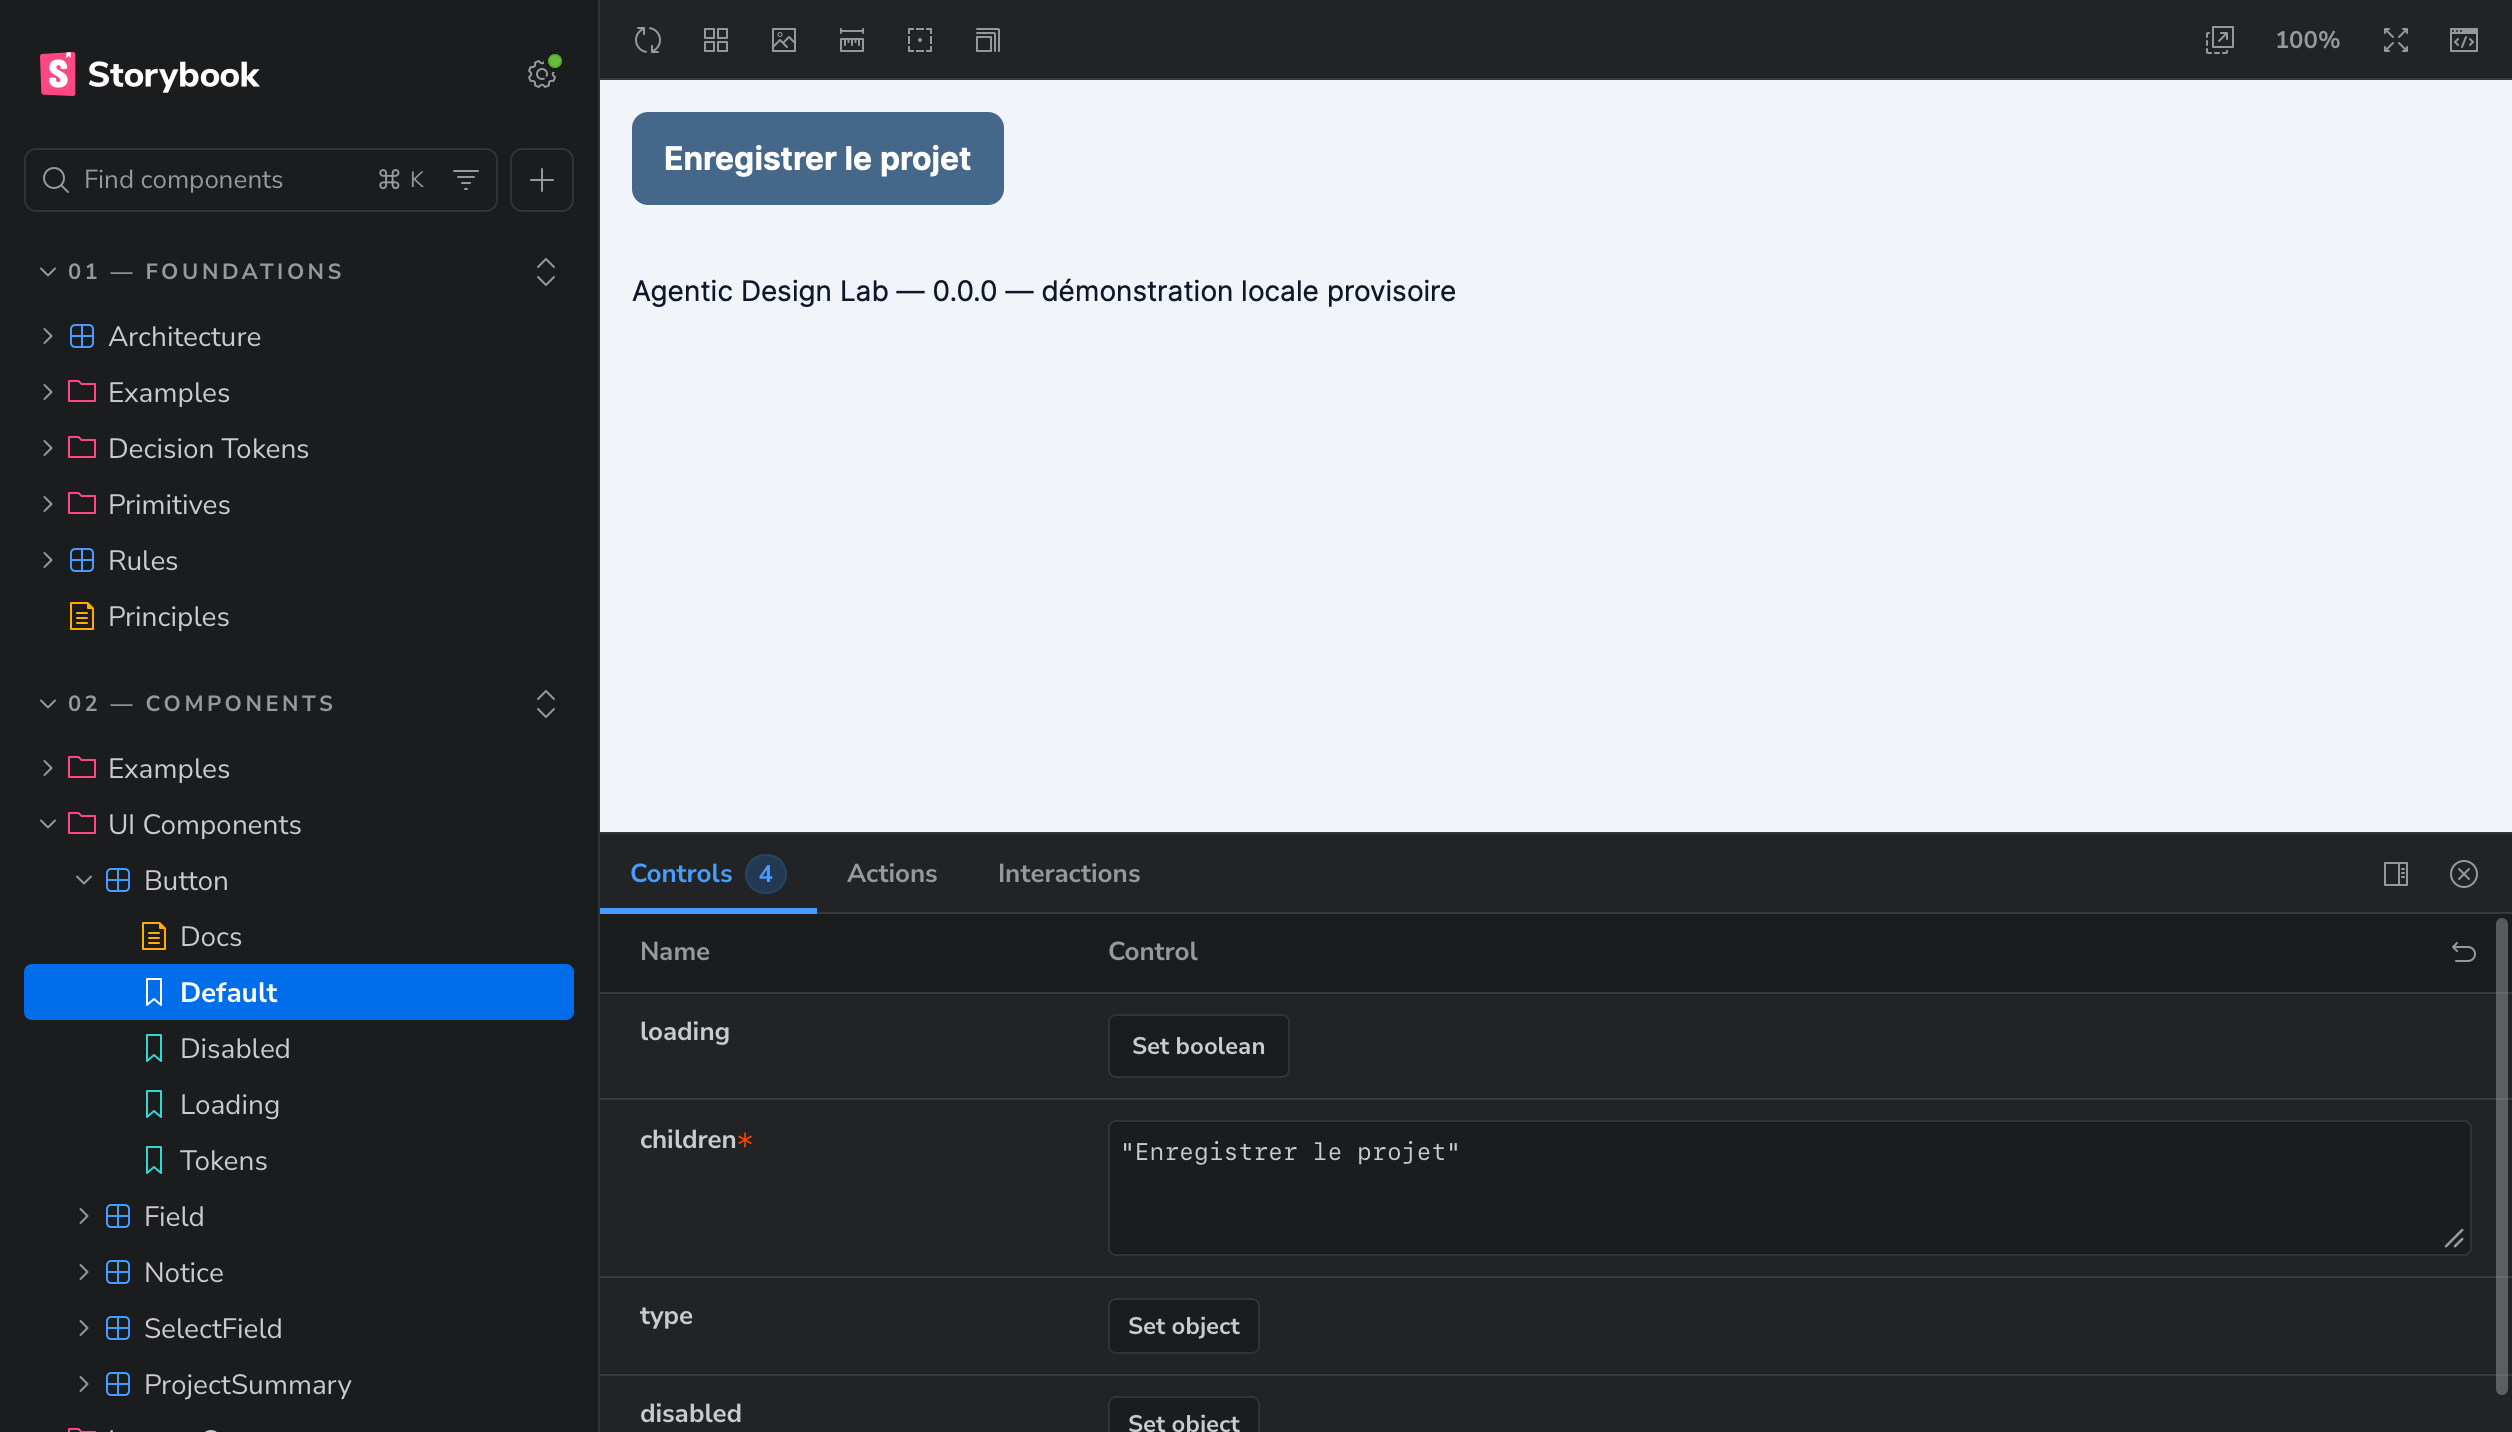 Storybook
Find components ⌘ K
01 — FOUNDATIONS
Architecture
Examples
Decision Tokens
Primitives
Rules
Principles
02 — COMPONENTS
Examples
UI Components
Button
Docs
Default
Disabled
Loading
Tokens
Field
Notice
SelectField
ProjectSummary
100%
Enregistrer le projet
Agentic Design Lab — 0.0.0 — démonstration locale provisoire
Controls 4 Actions Interactions
Name Control
loading Set boolean
children* "Enregistrer le projet"
type Set object
disabled Set object